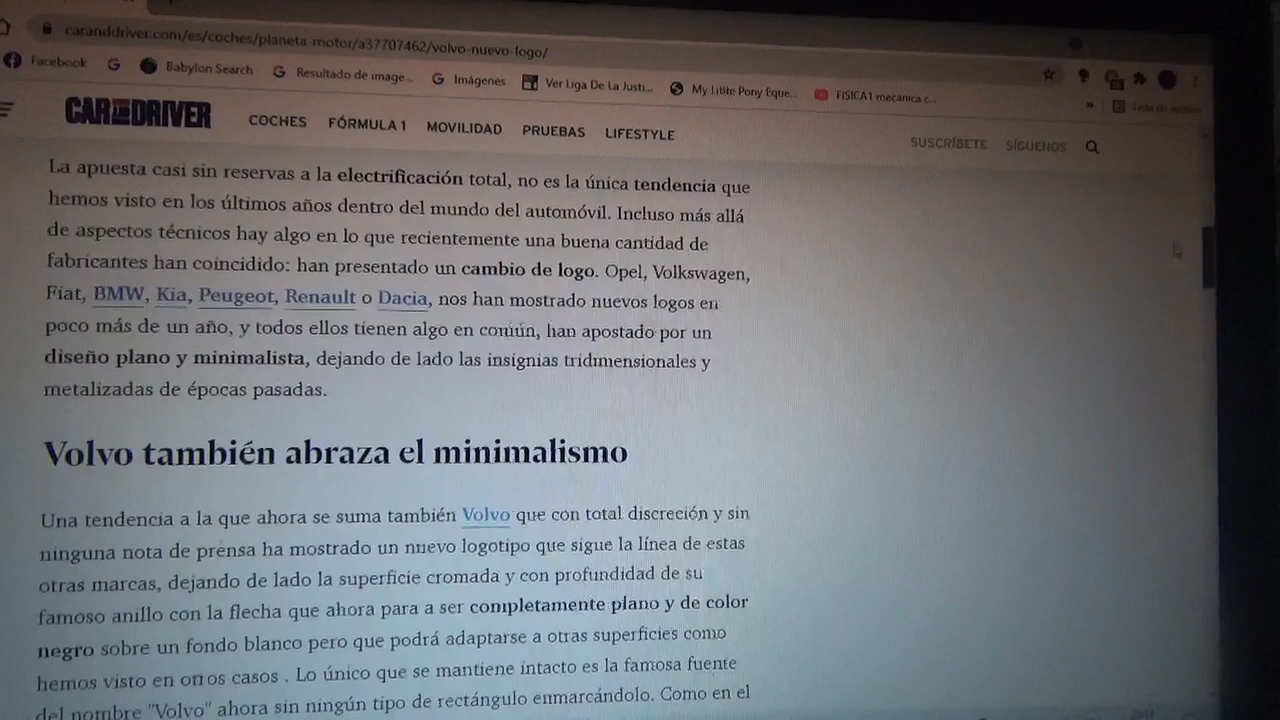 caranddriver.com/es/coches/planeta-motor/a37707462/volvo-nuevo-logo/
Facebook Babylon Search Resultado de image... Imágenes Ver Liga De La Justi... My Little Pony Eque... FISICA1 mecanica c...
» Lista de lectura
CAR AND DRIVER COCHES FÓRMULA 1 MOVILIDAD PRUEBAS LIFESTYLE SUSCRÍBETE SÍGUENOS
La apuesta casi sin reservas a la electrificación total, no es la única tendencia que
hemos visto en los últimos años dentro del mundo del automóvil. Incluso más allá
de aspectos técnicos hay algo en lo que recientemente una buena cantidad de
fabricantes han coincidido: han presentado un cambio de logo. Opel, Volkswagen,
Fiat, BMW, Kia, Peugeot, Renault o Dacia, nos han mostrado nuevos logos en
poco más de un año, y todos ellos tienen algo en común, han apostado por un
diseño plano y minimalista, dejando de lado las insignias tridimensionales y
metalizadas de épocas pasadas.
Volvo también abraza el minimalismo
Una tendencia a la que ahora se suma también Volvo que con total discreción y sin
ninguna nota de prensa ha mostrado un nuevo logotipo que sigue la línea de estas
otras marcas, dejando de lado la superficie cromada y con profundidad de su
famoso anillo con la flecha que ahora para a ser completamente plano y de color
negro sobre un fondo blanco pero que podrá adaptarse a otras superficies como
hemos visto en otros casos . Lo único que se mantiene intacto es la famosa fuente
del nombre "Volvo" ahora sin ningún tipo de rectángulo enmarcándolo. Como en el